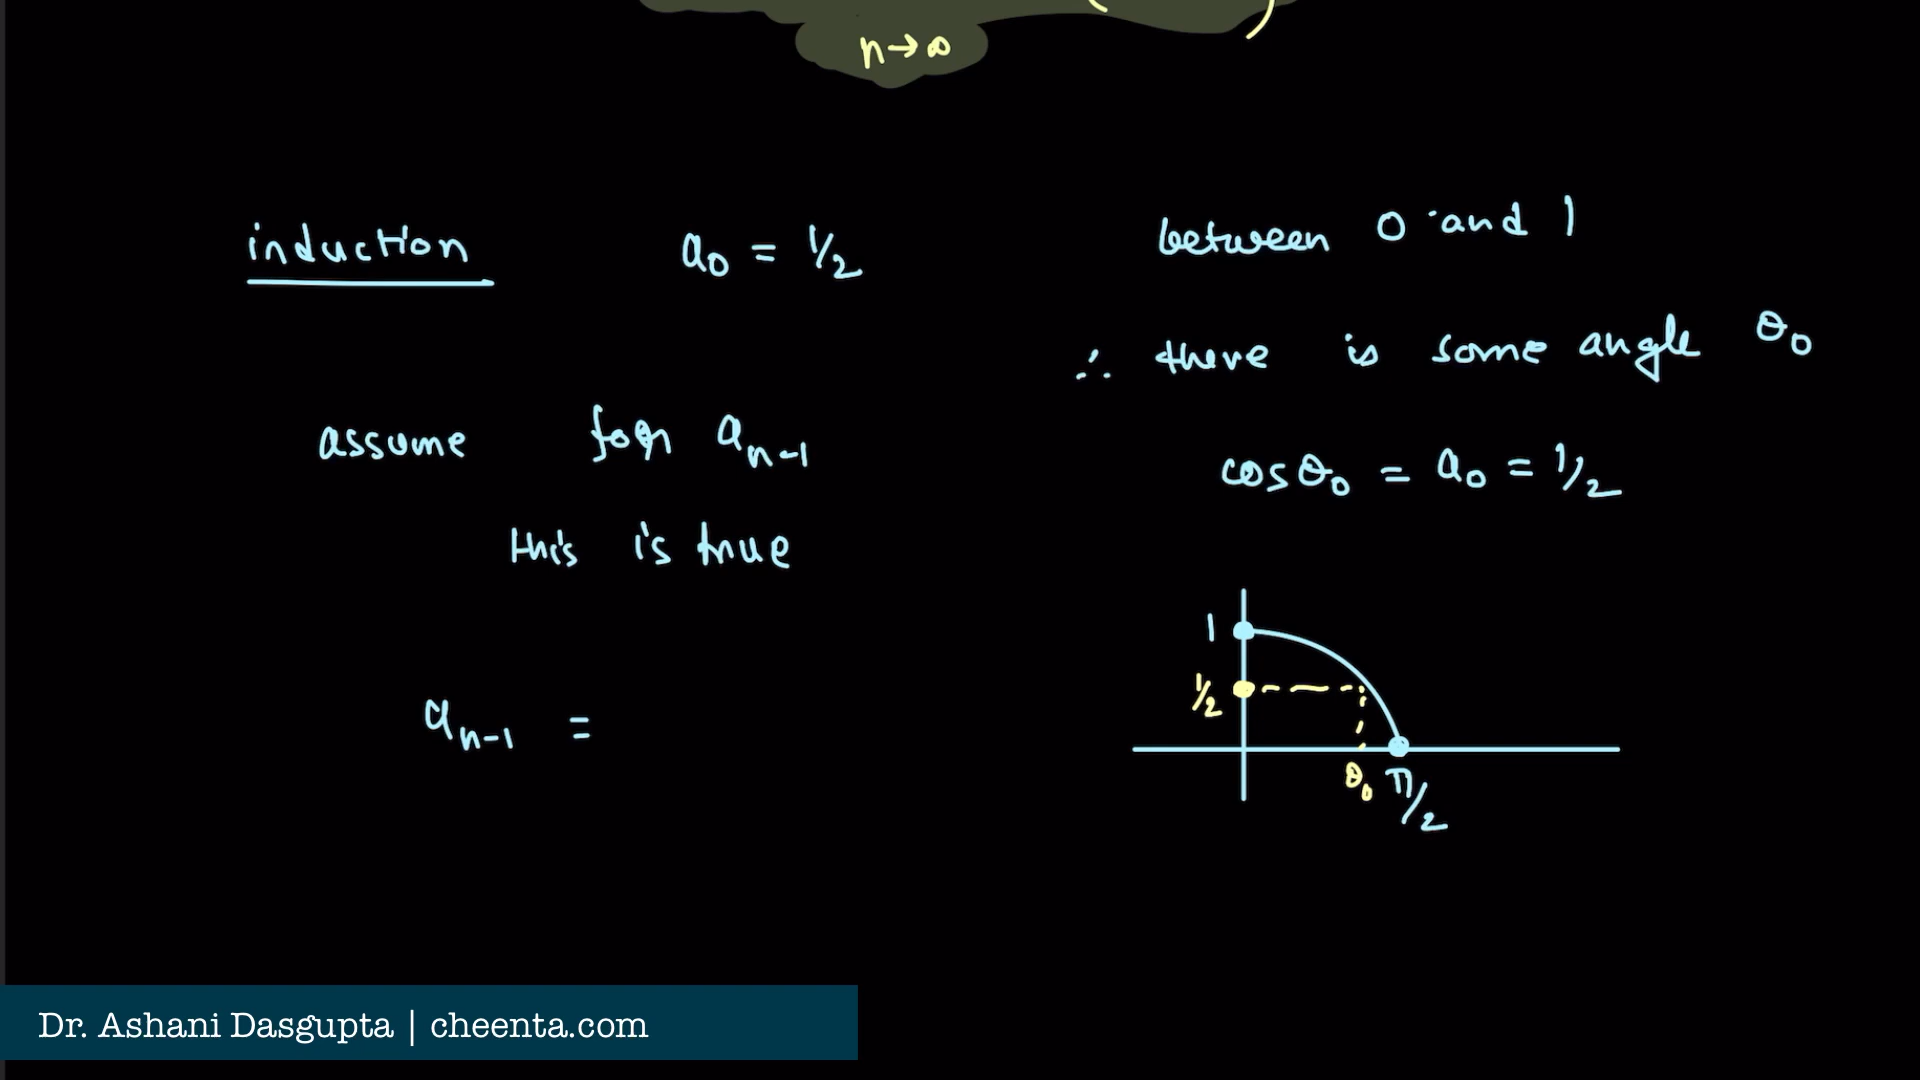 n→∞
induction a₀ = 1/2
between 0 and 1
∴ there is some angle θ₀
assume for aₙ₋₁
cos θ₀ = a₀ = 1/2
this is true
1
1/2
aₙ₋₁ =
θ₀ π/2
Dr. Ashani Dasgupta | cheenta.com